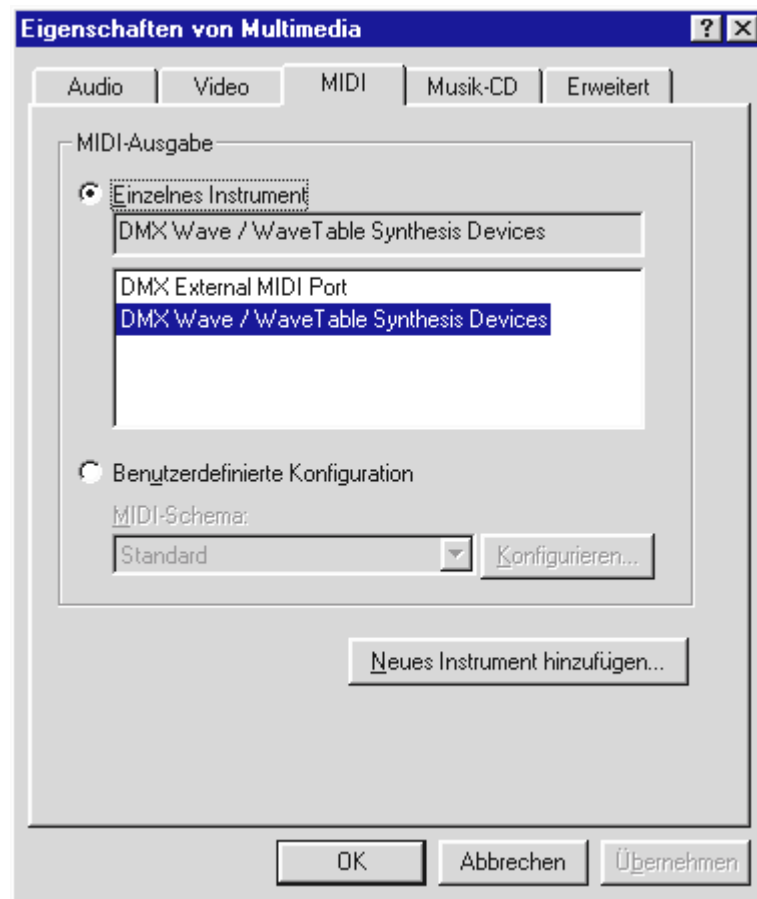 Eigenschaften von Multimedia
Audio Video MIDI Musik-CD Erweitert
MIDI-Ausgabe
Einzelnes Instrument
DMX Wave / WaveTable Synthesis Devices
DMX External MIDI Port
DMX Wave / WaveTable Synthesis Devices
Benutzerdefinierte Konfiguration
MIDI-Schema:
Standard Konfigurieren...
Neues Instrument hinzufügen...
OK Abbrechen Übernehmen